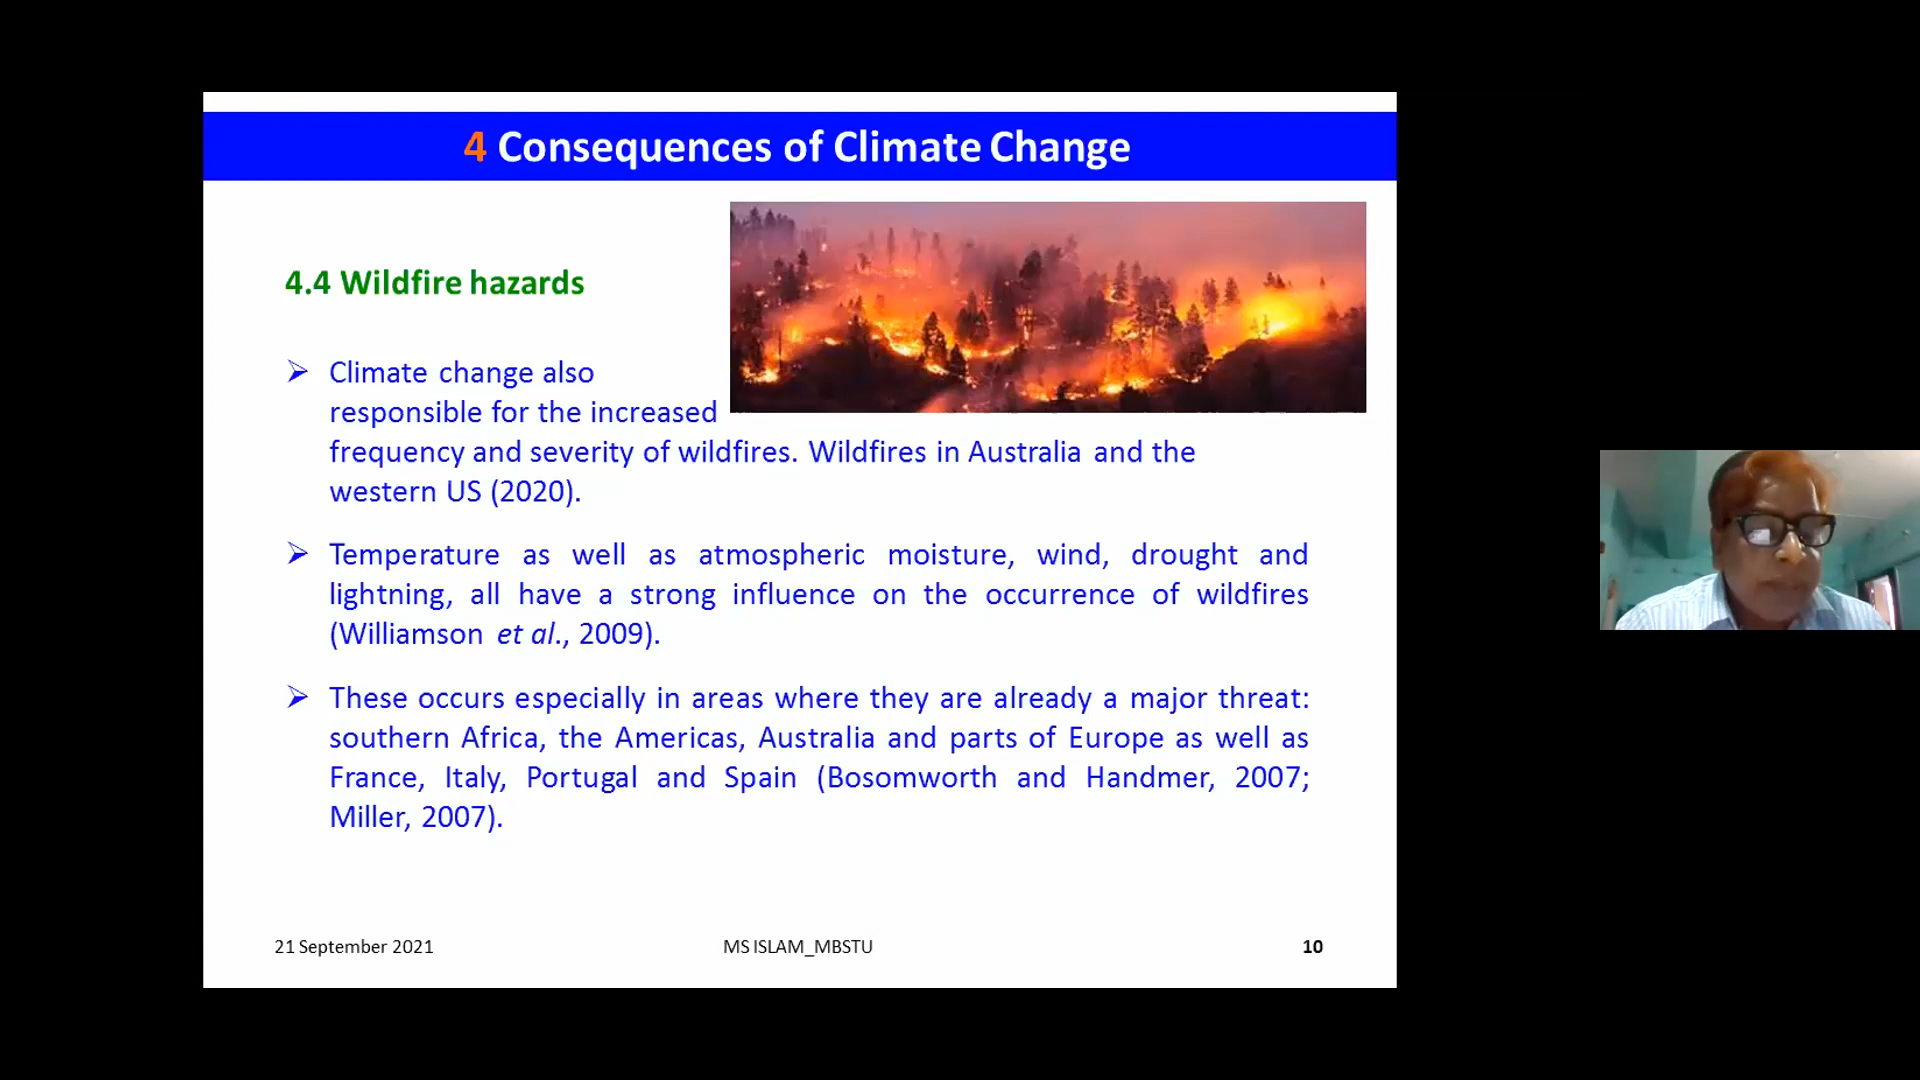 4 Consequences of Climate Change
4.4 Wildfire hazards
➢ Climate change also
responsible for the increased
frequency and severity of wildfires. Wildfires in Australia and the
western US (2020).
➢ Temperature as well as atmospheric moisture, wind, drought and
lightning, all have a strong influence on the occurrence of wildfires
(Williamson et al., 2009).
➢ These occurs especially in areas where they are already a major threat:
southern Africa, the Americas, Australia and parts of Europe as well as
France, Italy, Portugal and Spain (Bosomworth and Handmer, 2007;
Miller, 2007).
21 September 2021 MS ISLAM_MBSTU 10